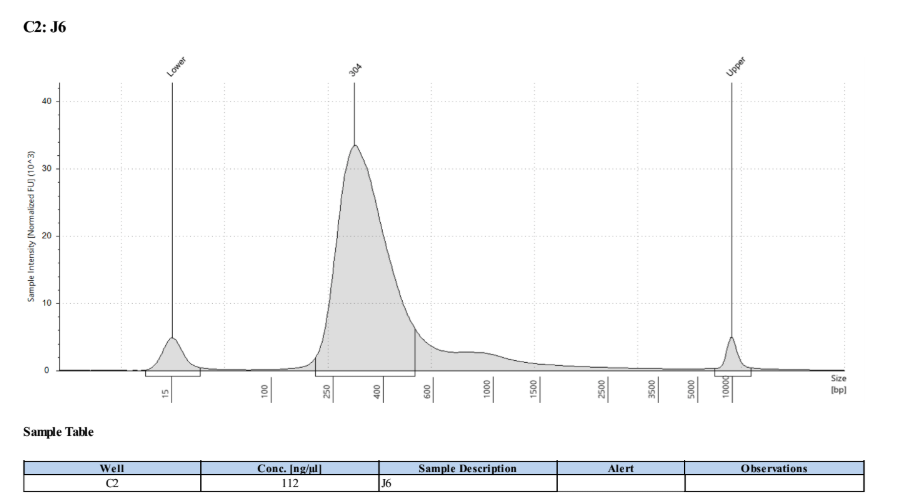 C2: J6
Lower
304
Upper
Sample Intensity [Normalized FU] (10^3)
40
30
20
10
0
15
100
250
400
600
1000
1500
2500
3500
5000
10000
Size
[bp]
Sample Table
Well Conc. [ng/µl] Sample Description Alert Observations
C2 112 J6